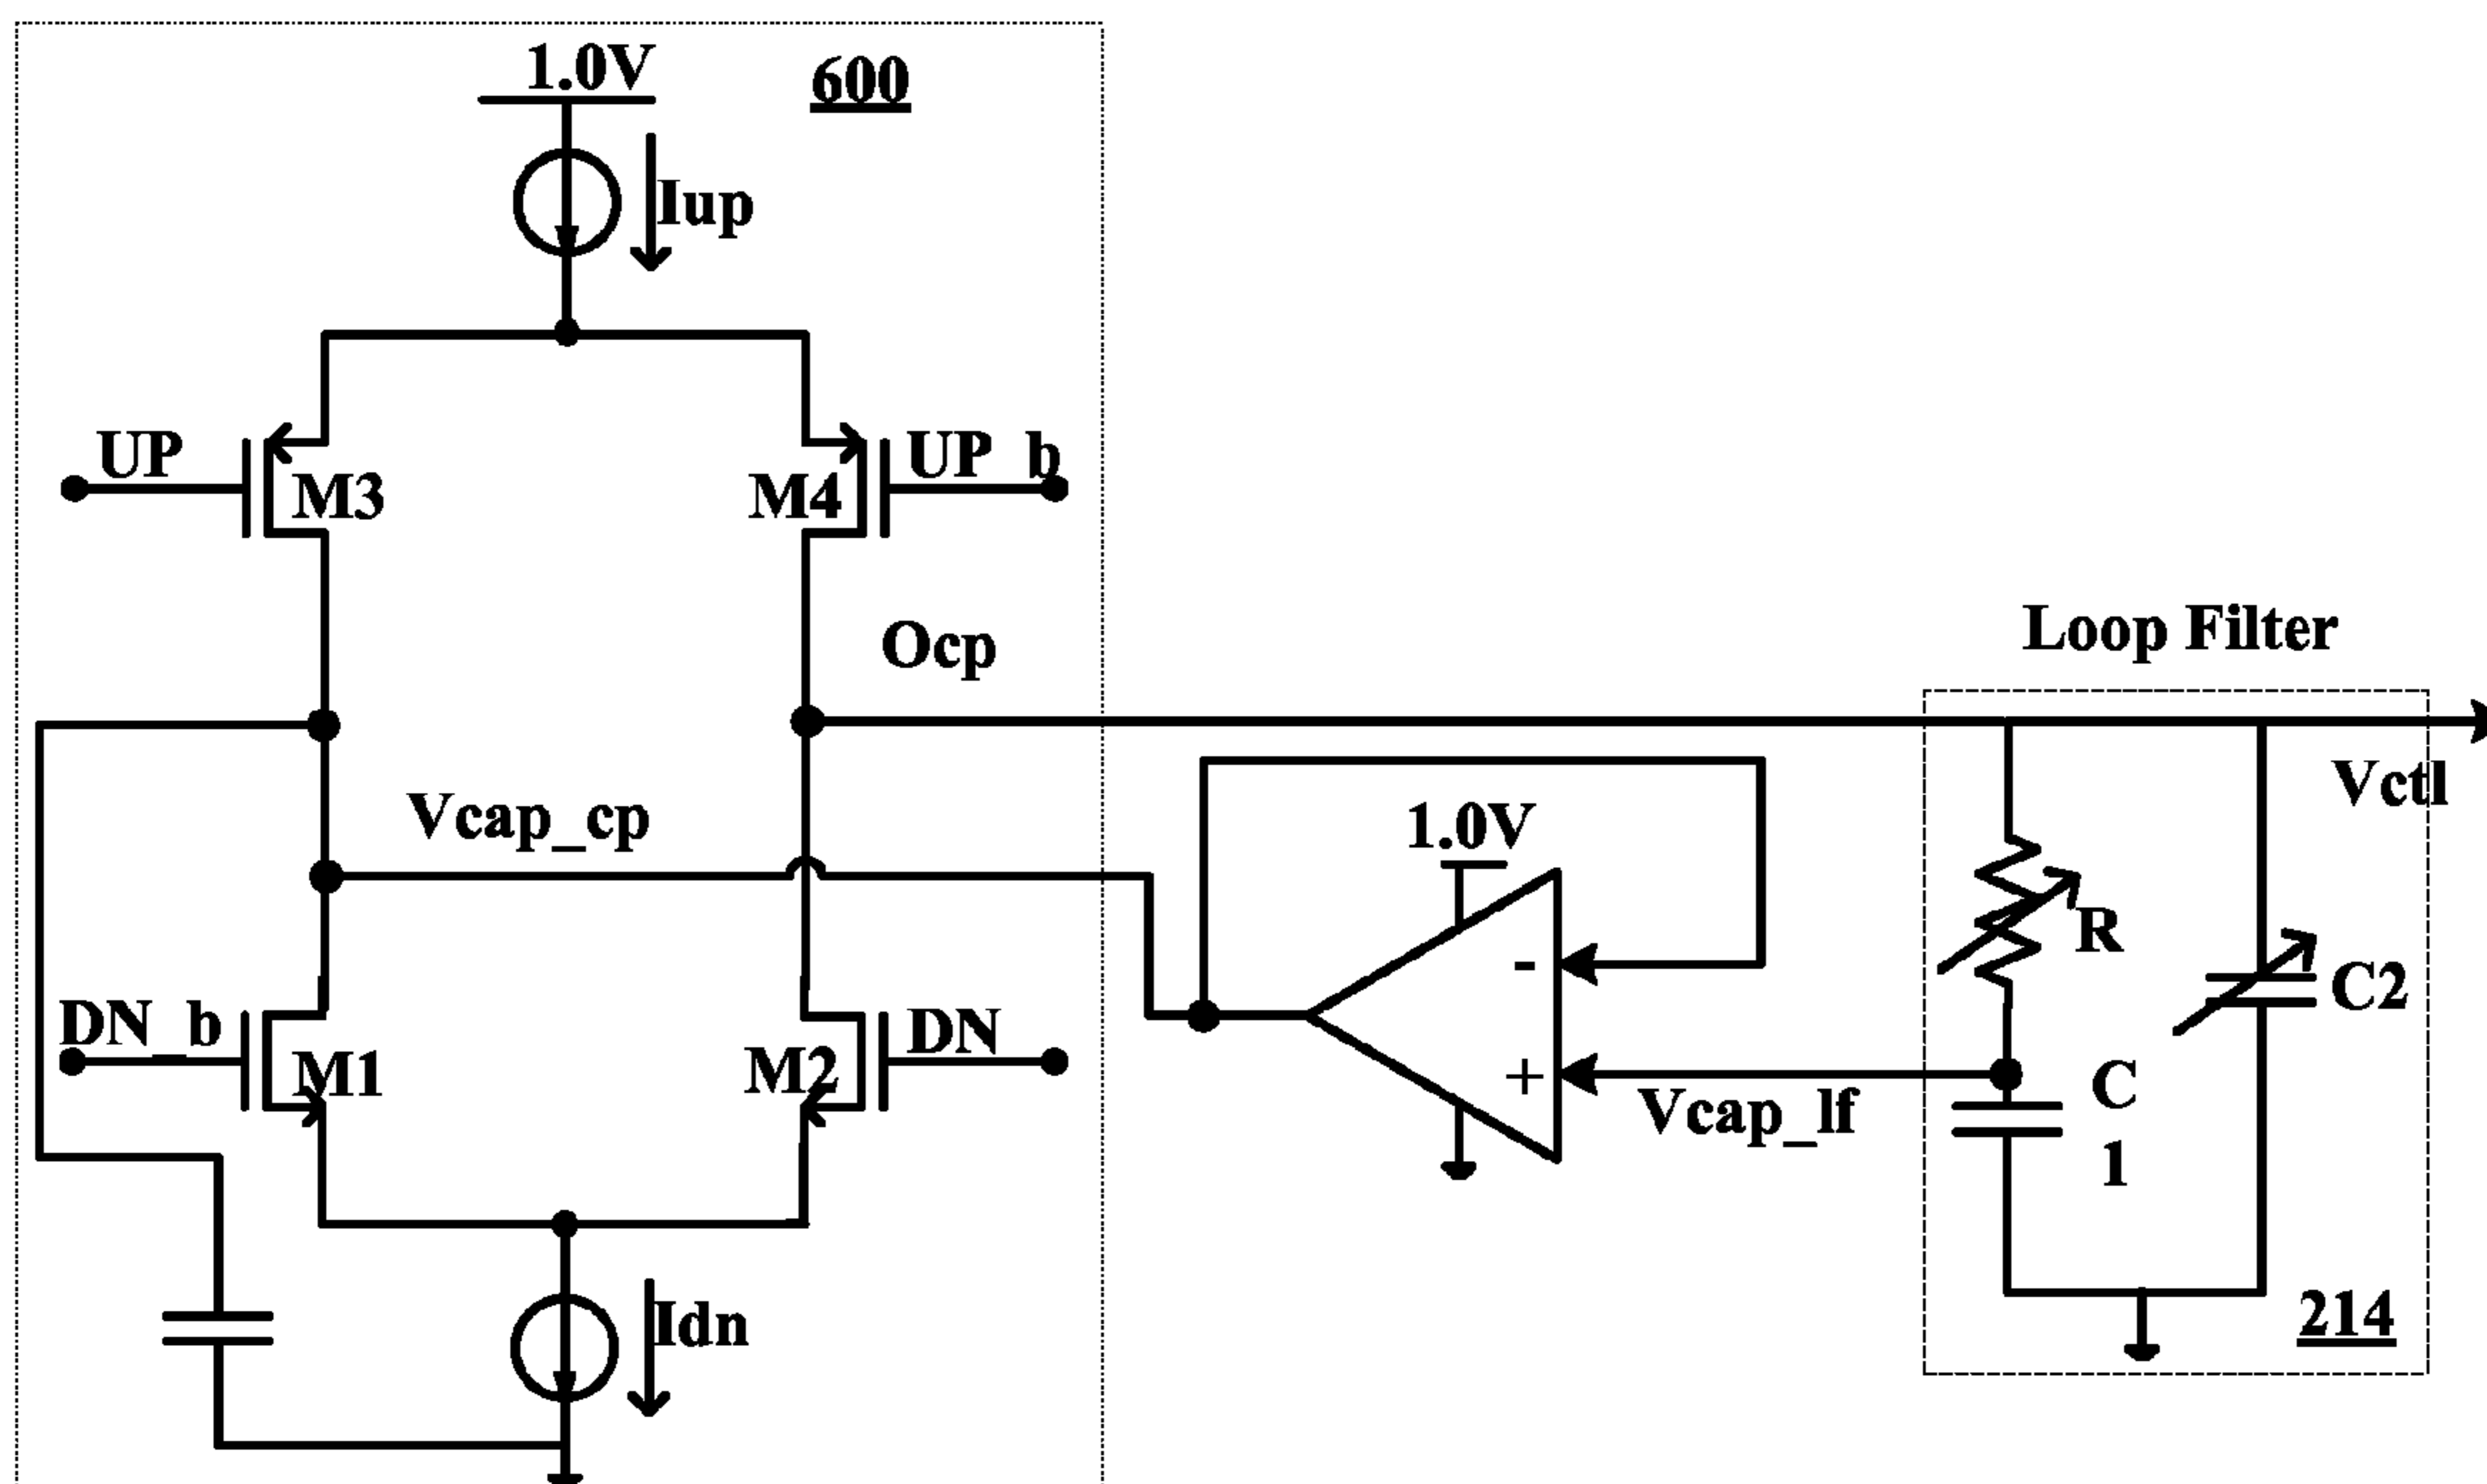 1.0V
600
Iup
UP
M3
M4
UP_b
Ocp
Loop Filter
Vctl
Vcap_cp
1.0V
-
R
DN_b
M1
M2
DN
+
Vcap_lf
C
1
C2
Idn
214